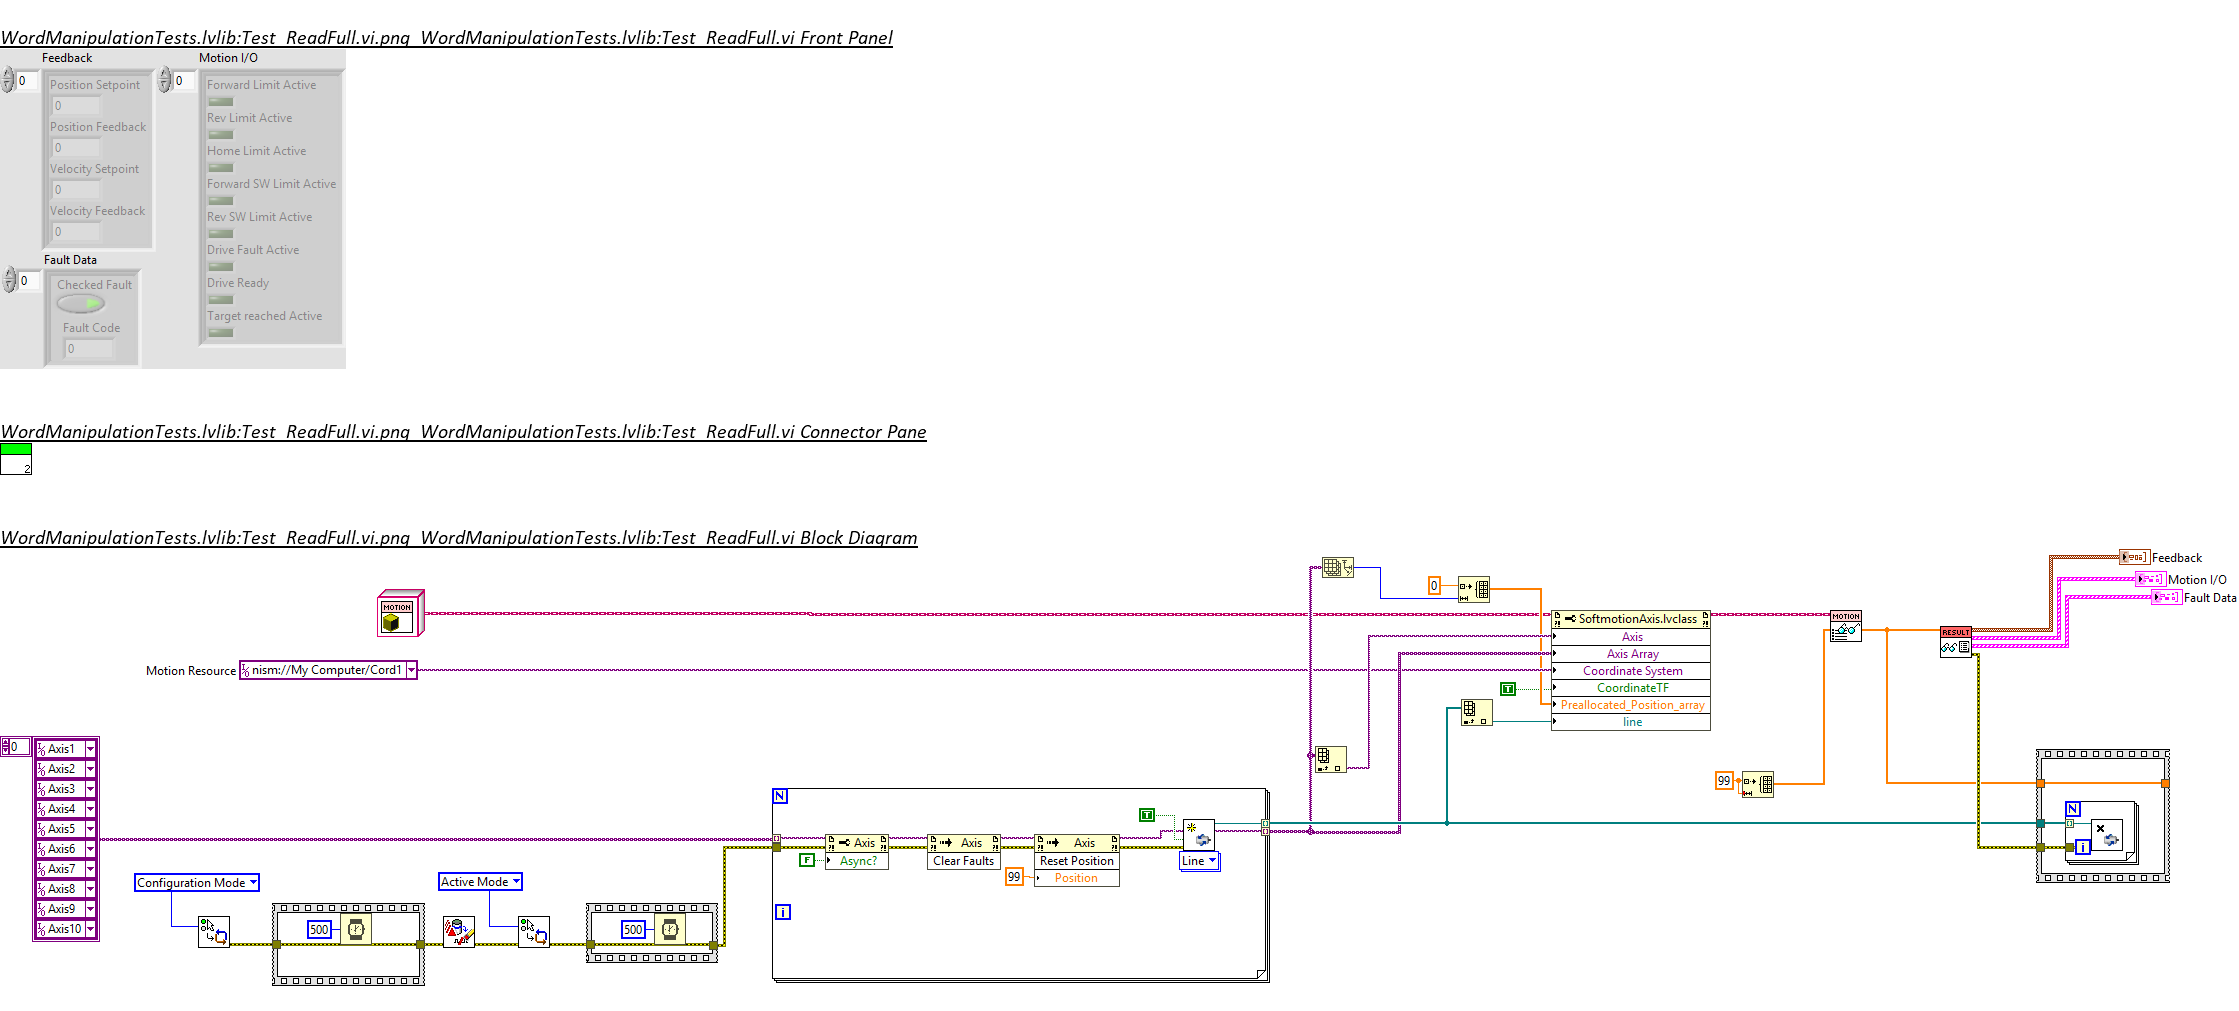 WordManipulationTests.lvlib:Test_ReadFull.vi.png_WordManipulationTests.lvlib:Test_ReadFull.vi Front Panel
Feedback
0
Position Setpoint
0
Position Feedback
0
Velocity Setpoint
0
Velocity Feedback
0
Motion I/O
0
Forward Limit Active
Rev Limit Active
Home Limit Active
Forward SW Limit Active
Rev SW Limit Active
Drive Fault Active
Drive Ready
Target reached Active
Fault Data
0
Checked Fault
Fault Code
0
WordManipulationTests.lvlib:Test_ReadFull.vi.png_WordManipulationTests.lvlib:Test_ReadFull.vi Connector Pane
2
WordManipulationTests.lvlib:Test_ReadFull.vi.png_WordManipulationTests.lvlib:Test_ReadFull.vi Block Diagram
Feedback
Motion I/O
Fault Data
MOTION
0
SoftmotionAxis.lvclass
Axis
Axis Array
Coordinate System
CoordinateTF
Preallocated_Position_array
line
T
MOTION
RESULT
Motion Resource
nism://My Computer/Cord1
99
0
Axis1
Axis2
Axis3
Axis4
Axis5
Axis6
Axis7
Axis8
Axis9
Axis10
Configuration Mode
500
Active Mode
500
N
F
Axis
Async?
Axis
Clear Faults
99
Axis
Reset Position
Position
T
Line
i
N
i